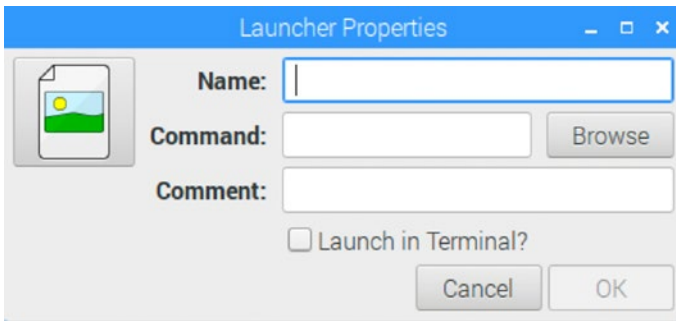 Launcher Properties
Name:
Command:
Browse
Comment:
Launch in Terminal?
Cancel
OK